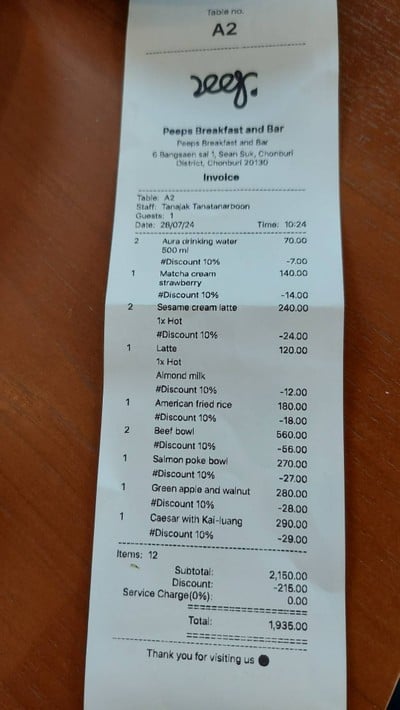 Table no.
A2
peep.
Peeps Breakfast and Bar
Peeps Breakfast and Bar
6 Bangsaen sai 1, Sean Suk, Chonburi
District, Chonburi 20130
Invoice
Table: A2
Staff: Tanajak Tanatanarboon
Guests: 1
Date: 28/07/24 Time: 10:24
2 Aura drinking water 70.00
500 ml
#Discount 10% -7.00
1 Matcha cream 140.00
strawberry
#Discount 10% -14.00
2 Sesame cream latte 240.00
1x Hot
#Discount 10% -24.00
1 Latte 120.00
1x Hot
Almond milk
#Discount 10% -12.00
1 American fried rice 180.00
#Discount 10% -18.00
2 Beef bowl 560.00
#Discount 10% -56.00
1 Salmon poke bowl 270.00
#Discount 10% -27.00
1 Green apple and walnut 280.00
#Discount 10% -28.00
1 Caesar with Kai-luang 290.00
#Discount 10% -29.00
Items: 12
Subtotal: 2,150.00
Discount: -215.00
Service Charge(0%): 0.00
Total: 1,935.00
Thank you for visiting us